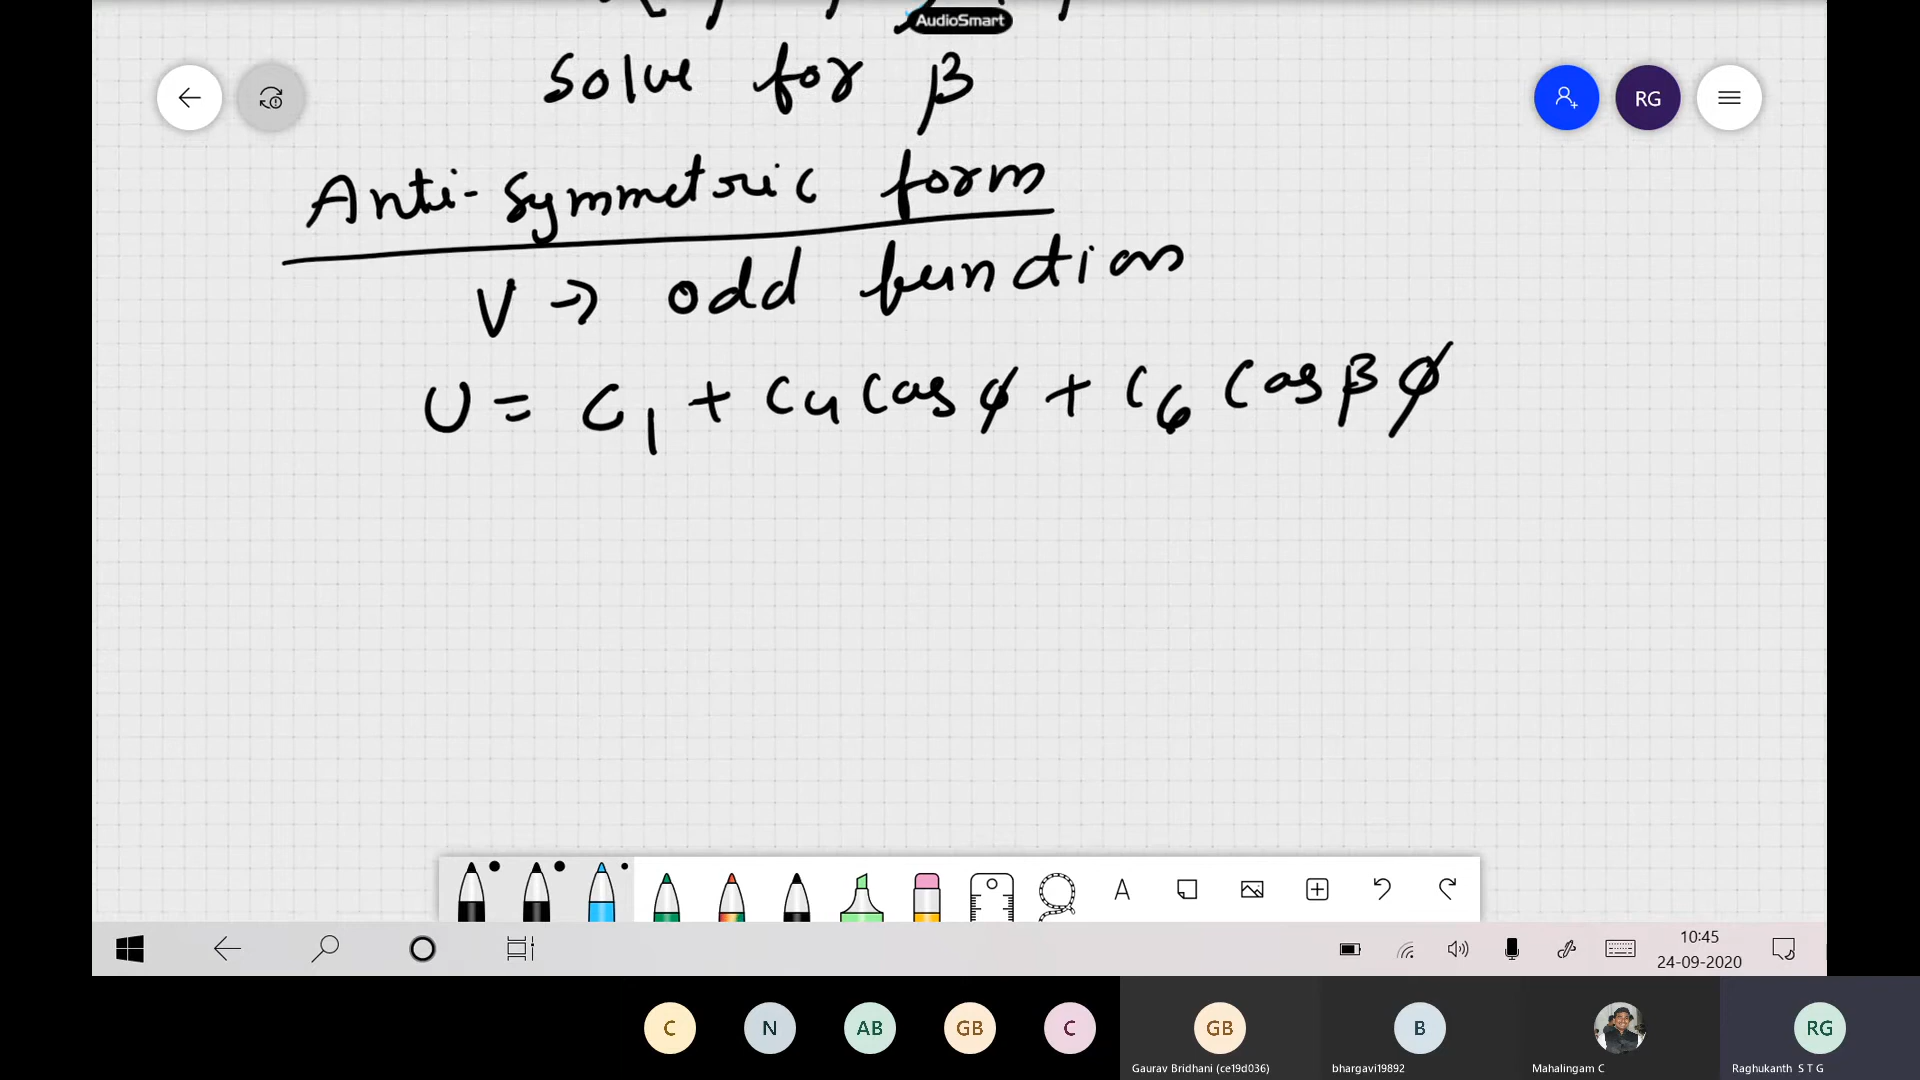 AudioSmart
Solve for β
RG
Anti-symmetric form
V → odd function
U = C₁ + C₄ Cos ϕ + C₆ Cos β ϕ
A
10:45
24-09-2020
C N AB GB C GB B RG
Gaurav Bridhani (ce19d036) bhargavi19892 Mahalingam C Raghukanth S T G